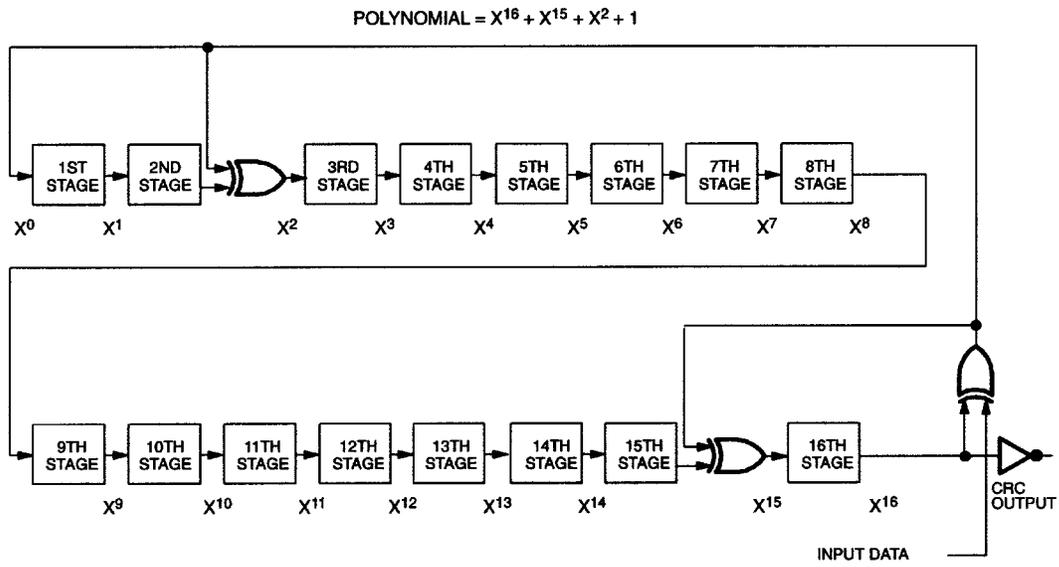 POLYNOMIAL = X¹⁶ + X¹⁵ + X² + 1
1ST STAGE
2ND STAGE
3RD STAGE
4TH STAGE
5TH STAGE
6TH STAGE
7TH STAGE
8TH STAGE
X⁰ X¹ X² X³ X⁴ X⁵ X⁶ X⁷ X⁸
9TH STAGE
10TH STAGE
11TH STAGE
12TH STAGE
13TH STAGE
14TH STAGE
15TH STAGE
16TH STAGE
X⁹ X¹⁰ X¹¹ X¹² X¹³ X¹⁴ X¹⁵ X¹⁶
CRC
OUTPUT
INPUT DATA